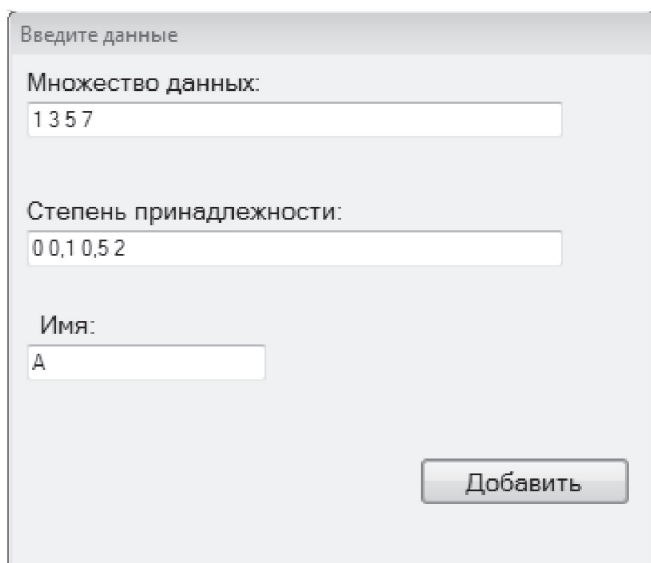 Введите данные
Множество данных:
1 3 5 7
Степень принадлежности:
0 0,1 0,5 2
Имя:
A
Добавить